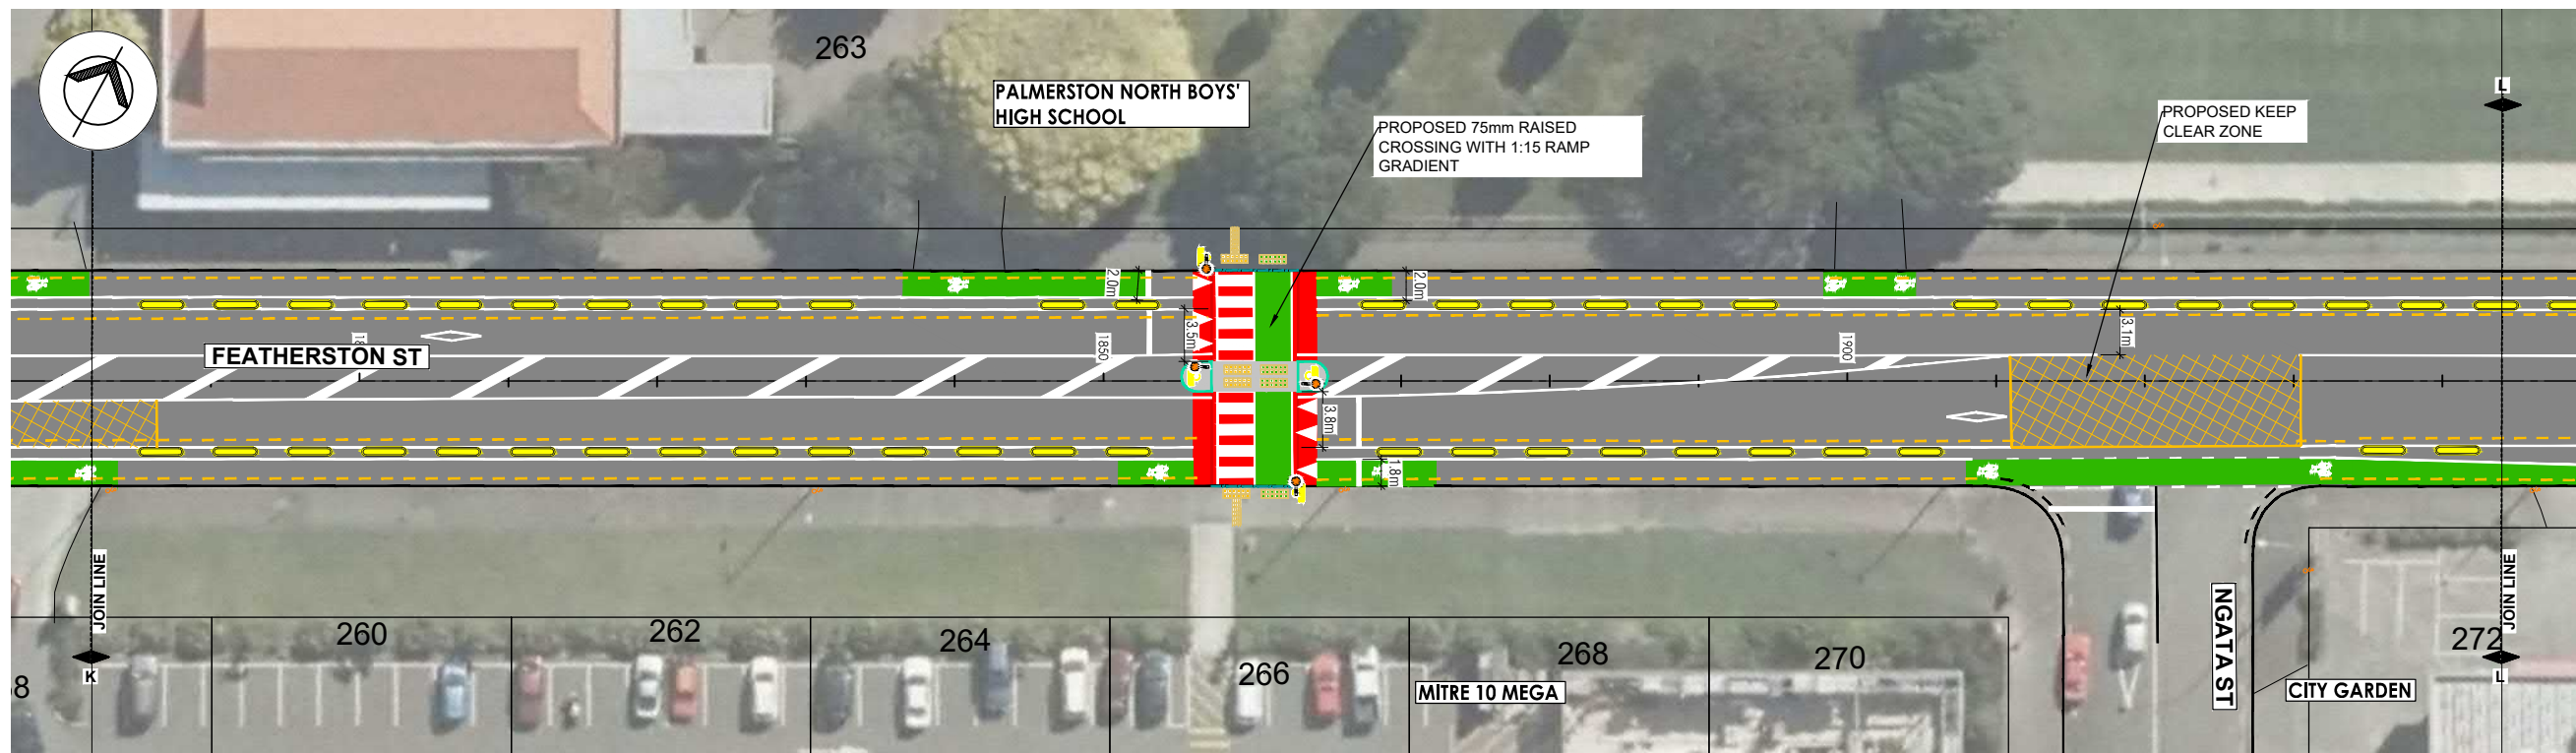 263
PALMERSTON NORTH BOYS'
HIGH SCHOOL
PROPOSED 75mm RAISED
CROSSING WITH 1:15 RAMP
GRADIENT
PROPOSED KEEP
CLEAR ZONE
L
2.0m
2.0m
3.5m
3.1m
1850
1900
FEATHERSTON ST
3.8m
1.8m
JOIN LINE
K
260
262
264
266
268
270
MITRE 10 MEGA
NGATA ST
CITY GARDEN
272
JOIN LINE
L